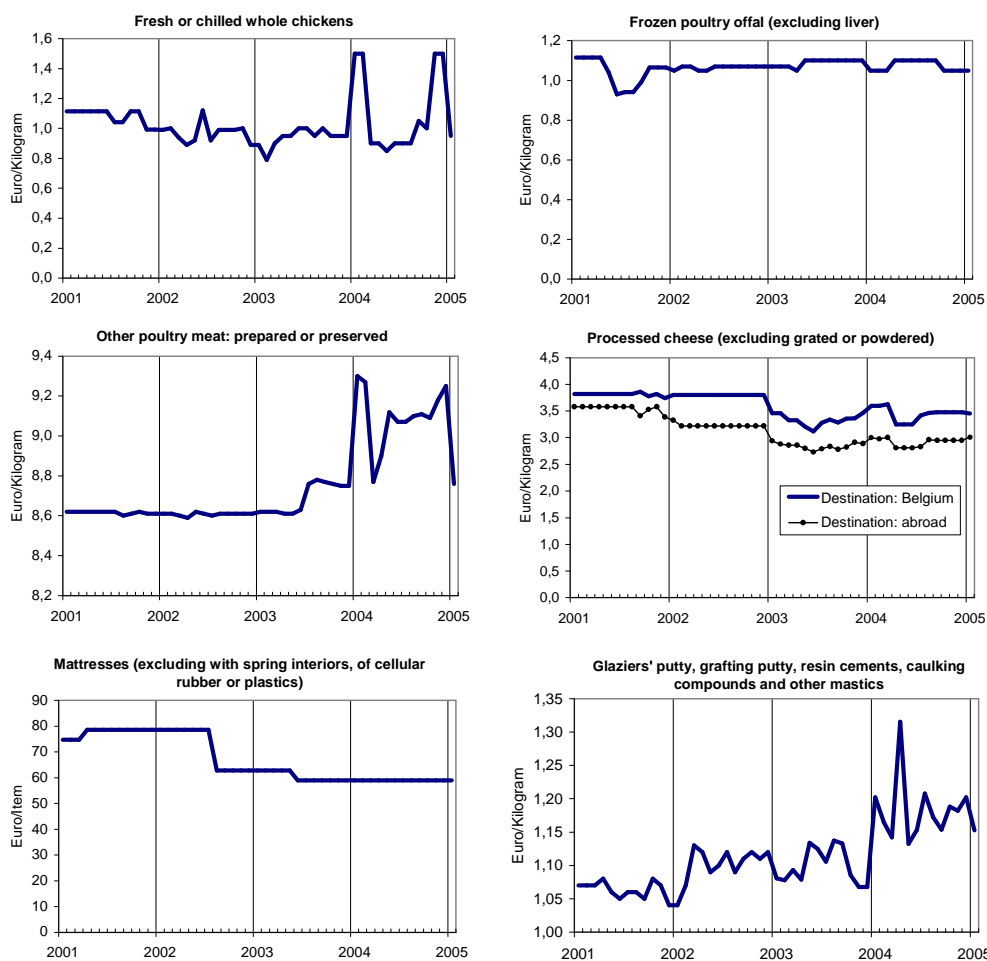 Fresh or chilled whole chickens
Euro/Kilogram
1,6
1,4
1,2
1,0
0,8
0,6
0,4
0,2
0,0
2001 2002 2003 2004 2005
Frozen poultry offal (excluding liver)
Euro/Kilogram
1,2
1,0
0,8
0,6
0,4
0,2
0,0
2001 2002 2003 2004 2005
Other poultry meat: prepared or preserved
Euro/Kilogram
9,4
9,2
9,0
8,8
8,6
8,4
8,2
2001 2002 2003 2004 2005
Processed cheese (excluding grated or powdered)
Euro/Kilogram
4,5
4,0
3,5
3,0
2,5
2,0
1,5
1,0
0,5
0,0
Destination: Belgium
Destination: abroad
2001 2002 2003 2004 2005
Mattresses (excluding with spring interiors, of cellular
rubber or plastics)
Euro/Item
90
80
70
60
50
40
30
20
10
0
2001 2002 2003 2004 2005
Glaziers' putty, grafting putty, resin cements, caulking
compounds and other mastics
Euro/Kilogram
1,35
1,30
1,25
1,20
1,15
1,10
1,05
1,00
2001 2002 2003 2004 2005